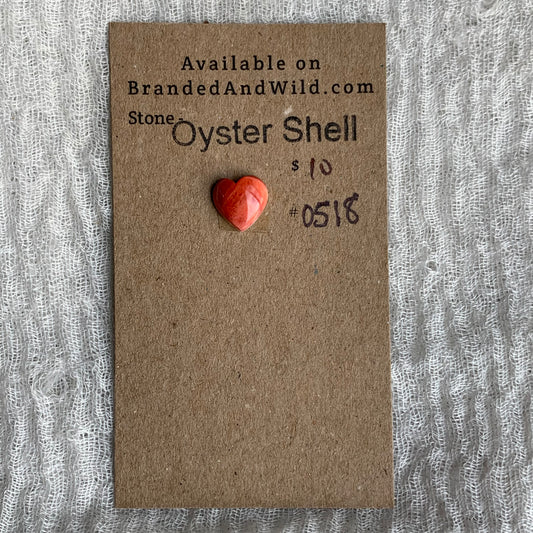 Available on
BrandedAndWild.com
Stone- Oyster Shell
$ 10
#0518